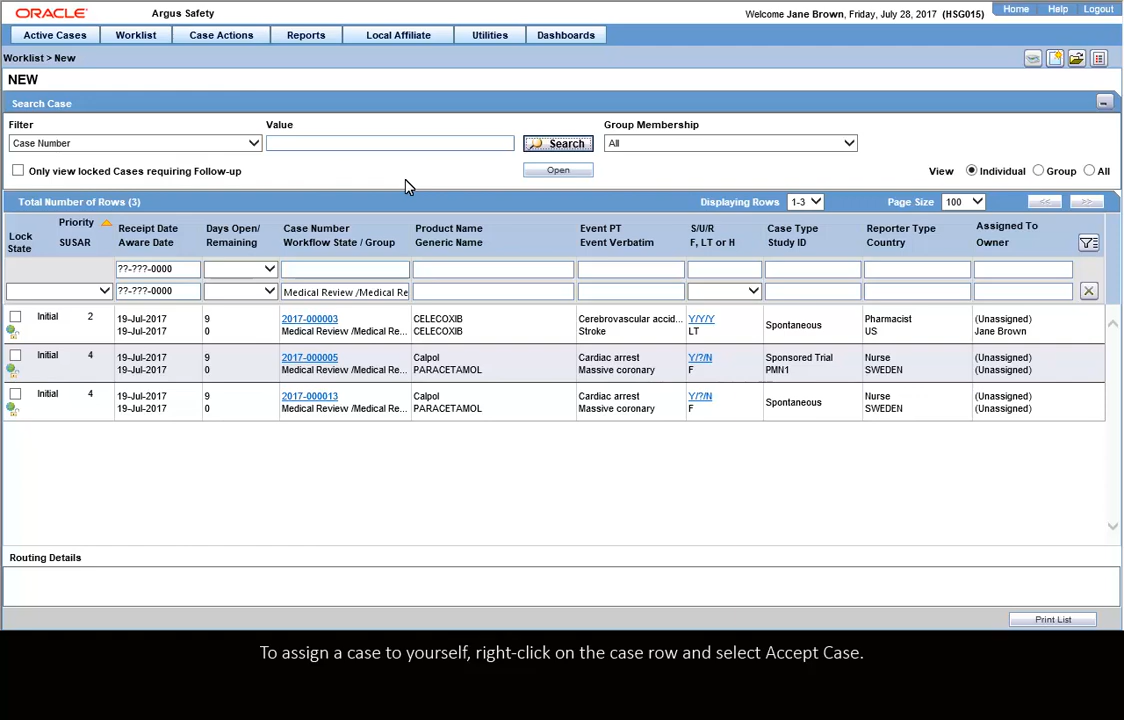 ORACLE Argus Safety Welcome Jane Brown, Friday, July 28, 2017 (HSG015) Home Help Logout
Active Cases Worklist Case Actions Reports Local Affiliate Utilities Dashboards
Worklist > New
NEW
Search Case
Filter Value Group Membership
Case Number Search All
Only view locked Cases requiring Follow-up Open View Individual Group All
Total Number of Rows (3) Displaying Rows 1-3 Page Size 100 << >>
Lock State Priority SUSAR Receipt Date Aware Date Days Open/ Remaining Case Number Workflow State / Group Product Name Generic Name Event PT Event Verbatim S/U/R F, LT or H Case Type Study ID Reporter Type Country Assigned To Owner
??-???-0000
??-???-0000 Medical Review /Medical Re
Initial 2 19-Jul-2017 9 2017-000003 CELECOXIB Cerebrovascular accid... Y/Y/Y Spontaneous Pharmacist (Unassigned)
19-Jul-2017 0 Medical Review /Medical Re... CELECOXIB Stroke LT US Jane Brown
Initial 4 19-Jul-2017 9 2017-000005 Calpol Cardiac arrest Y/?/N Sponsored Trial Nurse (Unassigned)
19-Jul-2017 0 Medical Review /Medical Re... PARACETAMOL Massive coronary F PMN1 SWEDEN (Unassigned)
Initial 4 19-Jul-2017 9 2017-000013 Calpol Cardiac arrest Y/?/N Spontaneous Nurse (Unassigned)
19-Jul-2017 0 Medical Review /Medical Re... PARACETAMOL Massive coronary F SWEDEN (Unassigned)
Routing Details
Print List
To assign a case to yourself, right-click on the case row and select Accept Case.